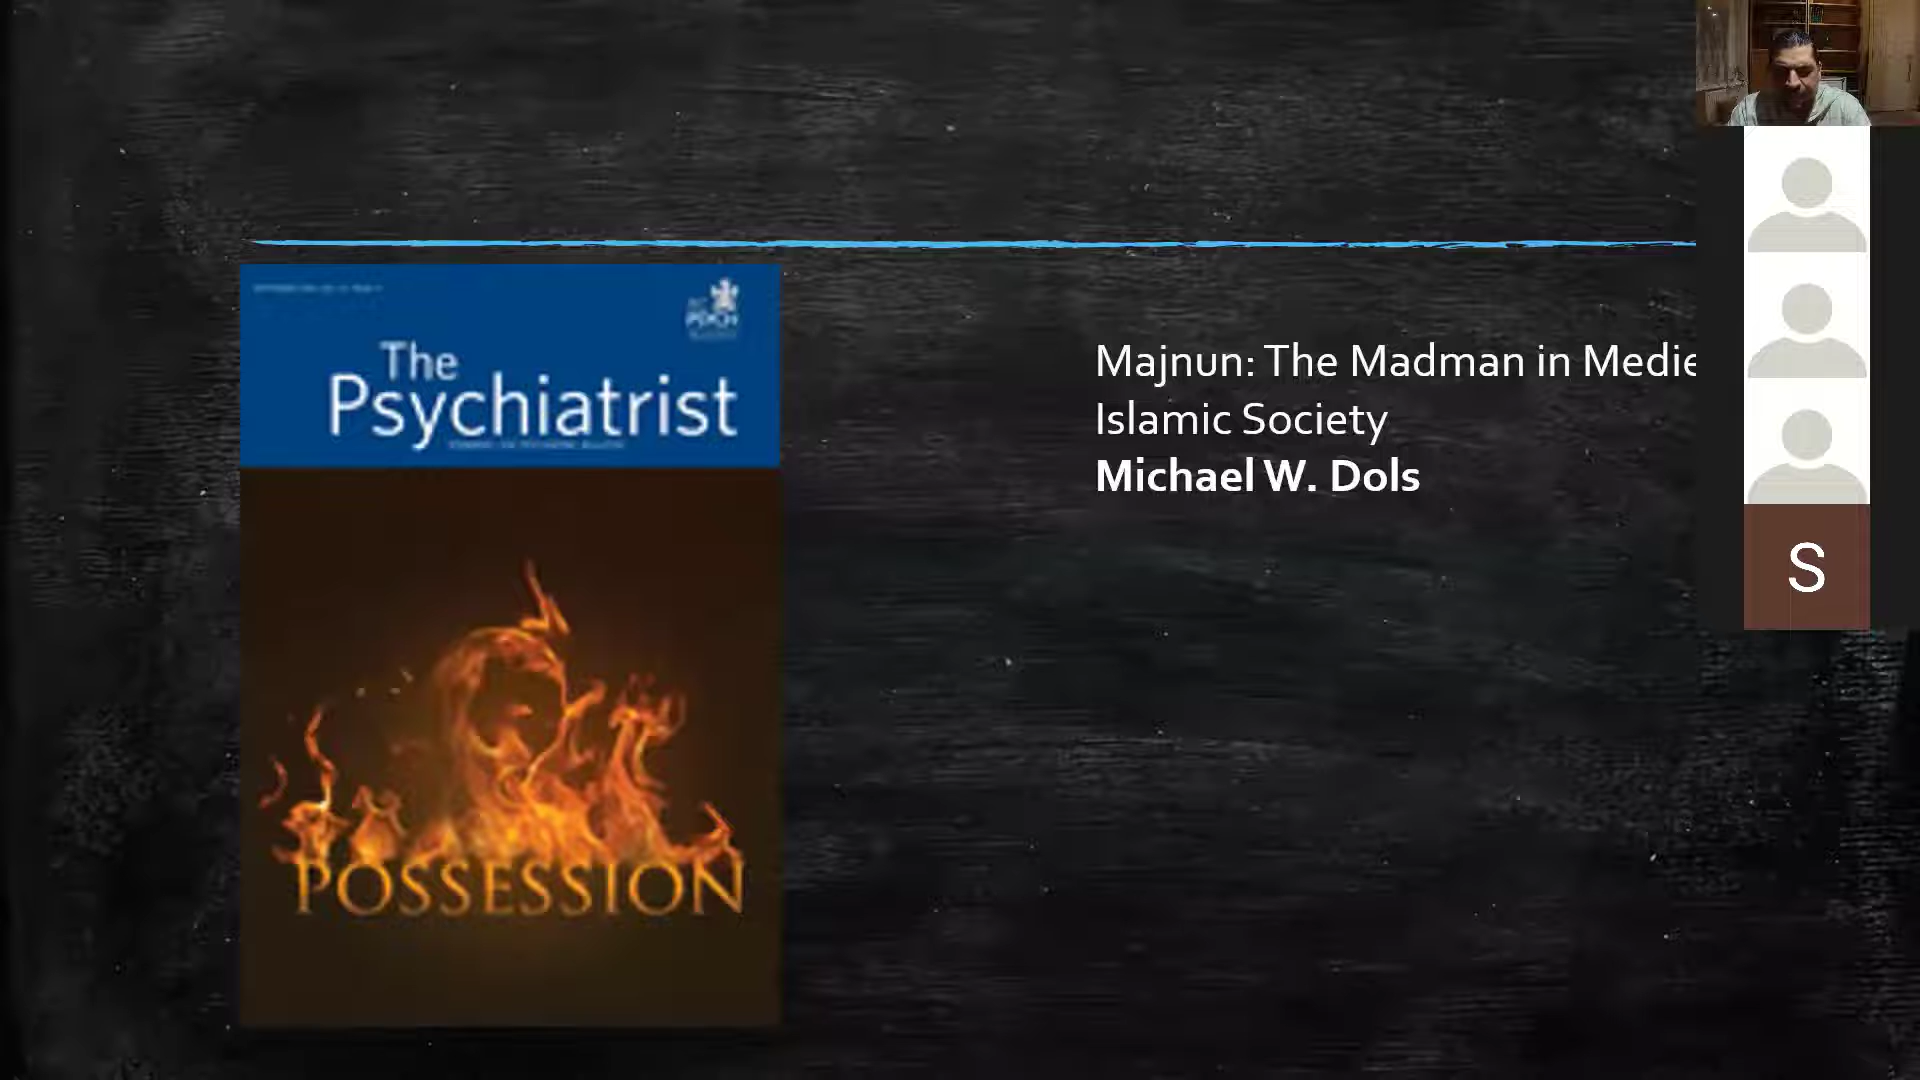 The
Psychiatrist
POSSESSION
Majnun: The Madman in Medie
Islamic Society
Michael W. Dols
S